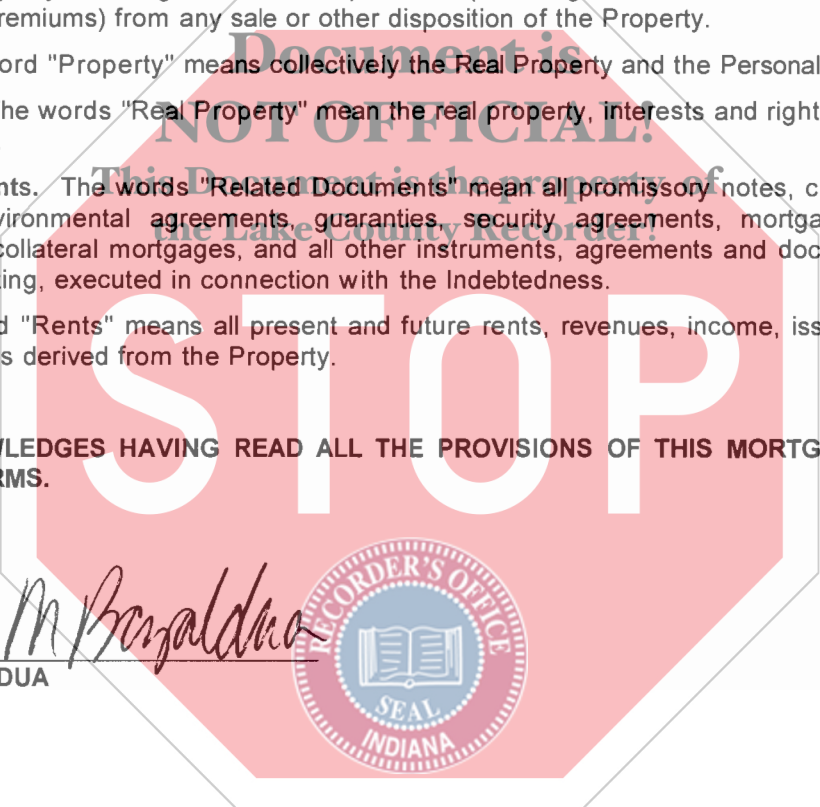 remiums) from any sale or other disposition of the Property.
Document is
ord "Property" means collectively the Real Property and the Personal
NOT OFFICIAL!
he words "Real Property" mean the real property, interests and right
This Document is the property of
nts. The words "Related Documents" mean all promissory notes, c
the Lake County Recorder!
vironmental agreements, guaranties, security agreements, mortga
collateral mortgages, and all other instruments, agreements and doc
ing, executed in connection with the Indebtedness.
d "Rents" means all present and future rents, revenues, income, iss
s derived from the Property.
STOP
WLEDGES HAVING READ ALL THE PROVISIONS OF THIS MORTG
RMS.
M Bazaldua
DUA
RECORDER'S OFFICE
SEAL
INDIANA